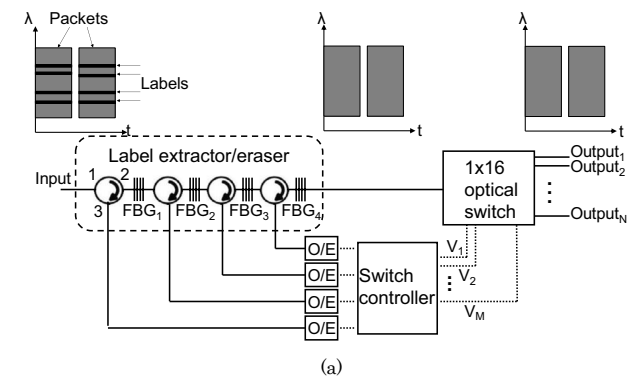 λ Packets
Labels
t
λ
t
λ
t
Label extractor/eraser
Input 1 2
3
FBG1 FBG2 FBG3 FBG4
1x16
optical
switch
Output1
Output2
⋮
OutputN
O/E
O/E
O/E
O/E
Switch
controller
V1
V2
⋮
VM
(a)